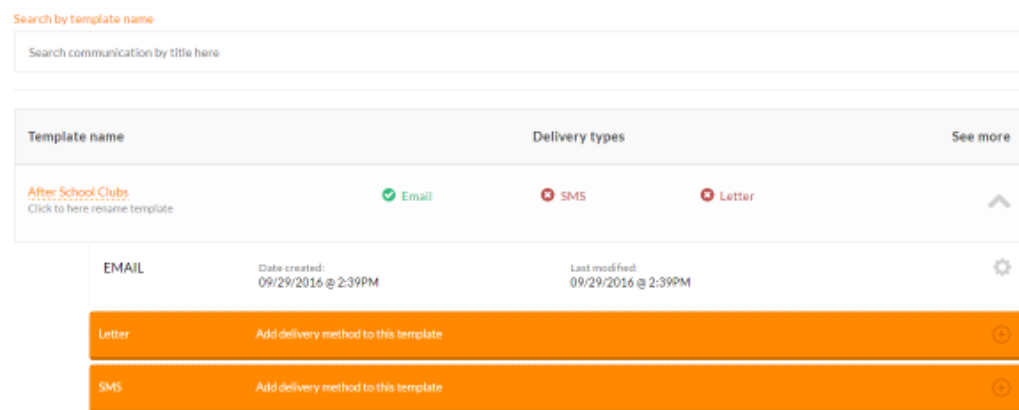 Search by template name
Search communication by title here
Template name Delivery types See more
After School Clubs Email SMS Letter
Click to here rename template
EMAIL Date created: Last modified:
09/29/2016 @ 2:39PM 09/29/2016 @ 2:39PM
Letter Add delivery method to this template
SMS Add delivery method to this template